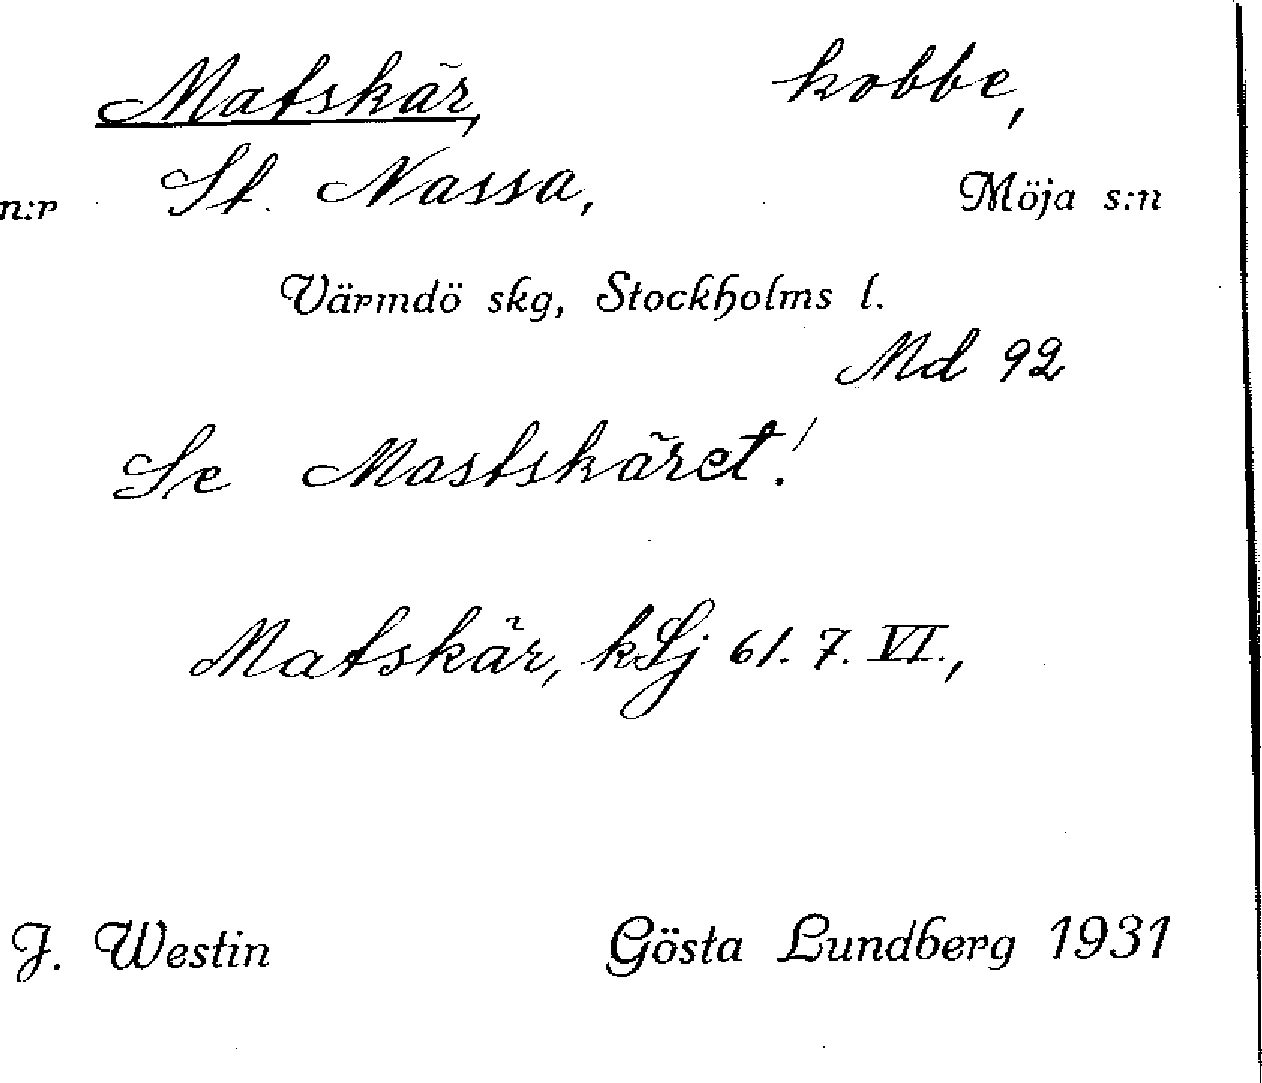 Matskär, kobbe,
n:r St. Nassa, Möja s:n
Värmdö skg, Stockholms l.
Md 92
Se Mastskäret!
Matskär, kSj 61. 7. VI.,
J. Westin Gösta Lundberg 1931